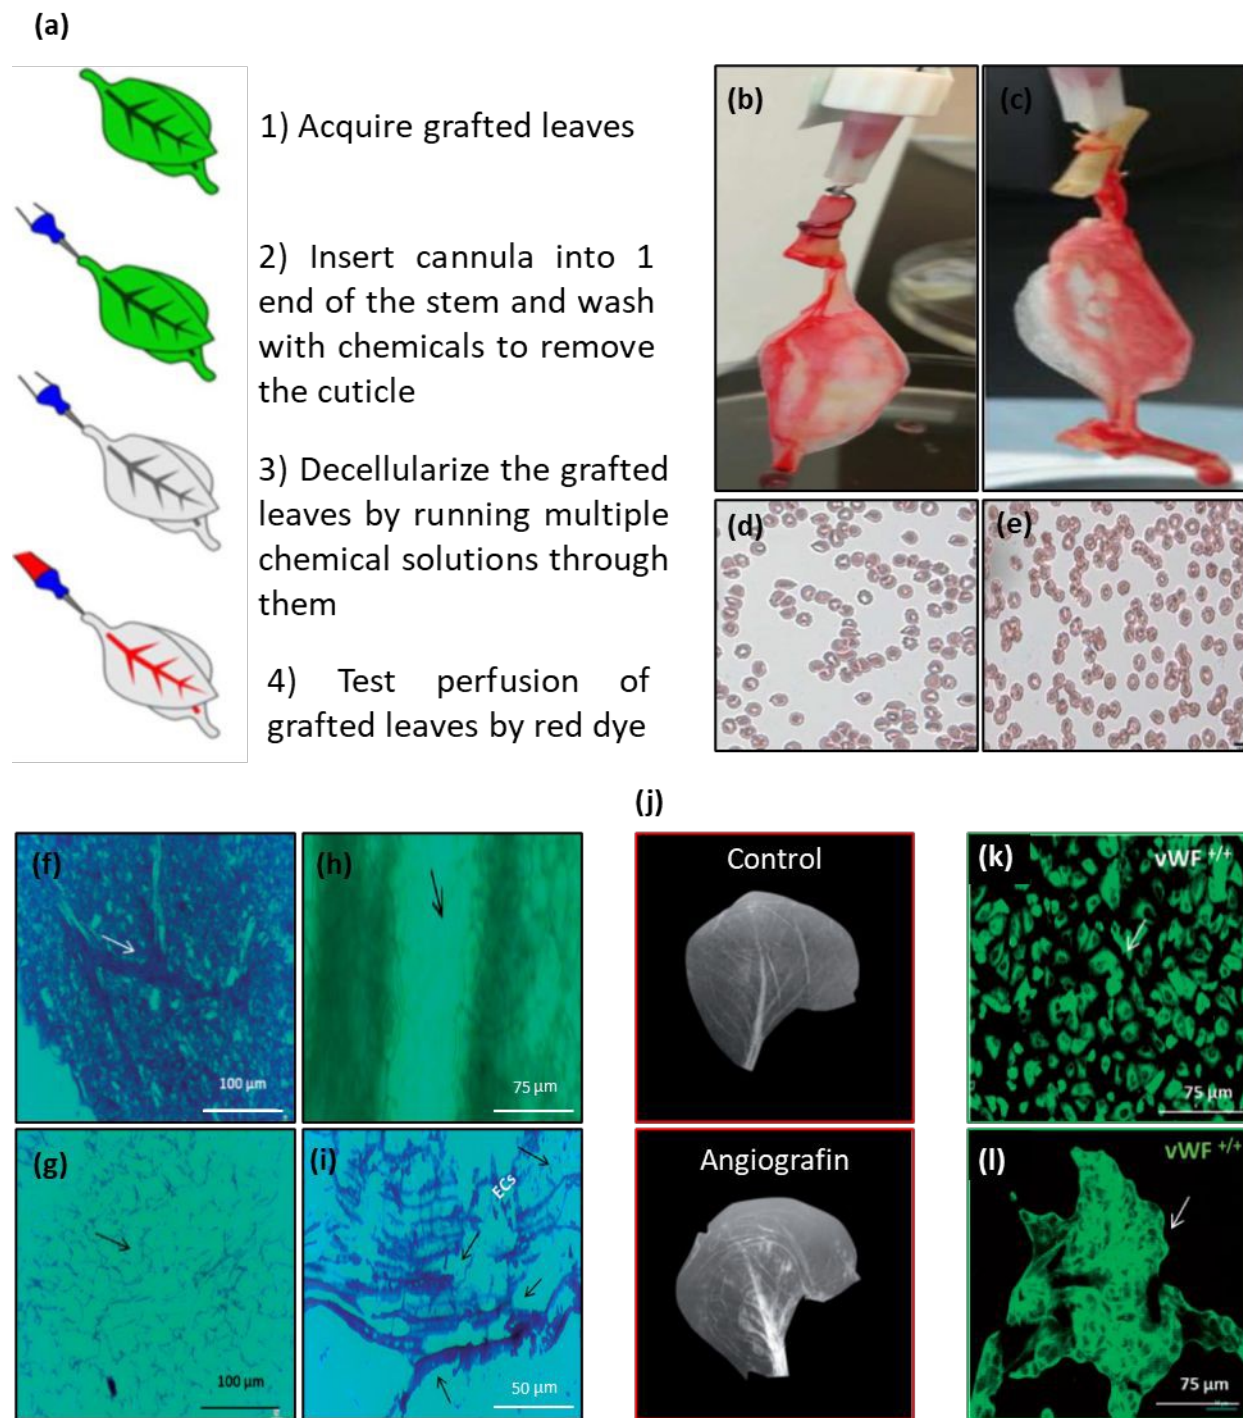 (a)
1) Acquire grafted leaves
2) Insert cannula into 1
end of the stem and wash
with chemicals to remove
the cuticle
3) Decellularize the grafted
leaves by running multiple
chemical solutions through
them
4) Test perfusion of
grafted leaves by red dye
(b)
(c)
(d)
(e)
(f)
100 µm
(h)
75 µm
(g)
100 µm
(i)
ECs
50 µm
(j)
Control
Angiografin
(k)
vWF +/+
75 µm
(l)
vWF +/+
75 µm